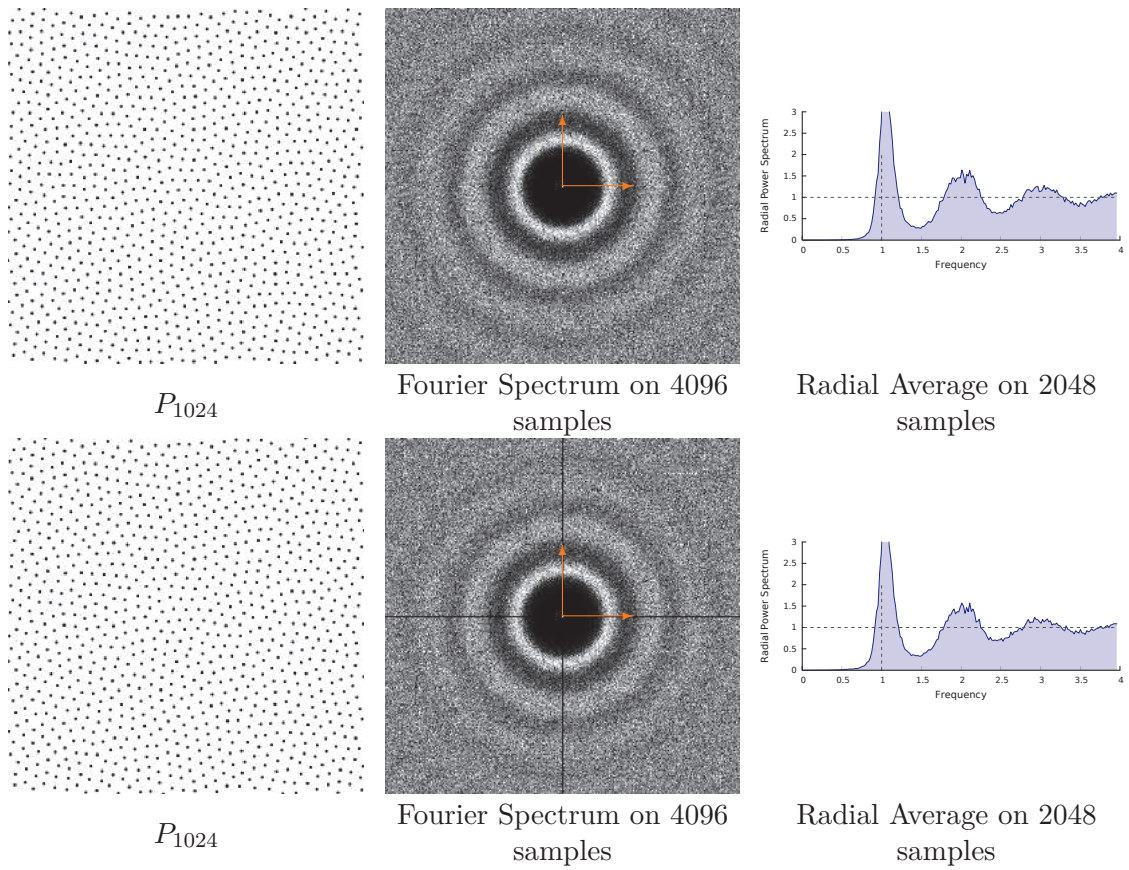 3
2.5
2
1.5
1
0.5
0
Radial Power Spectrum
0 0.5 1 1.5 2 2.5 3 3.5 4
Frequency
P1024
Fourier Spectrum on 4096
samples
Radial Average on 2048
samples
3
2.5
2
1.5
1
0.5
0
Radial Power Spectrum
0 0.5 1 1.5 2 2.5 3 3.5 4
Frequency
P1024
Fourier Spectrum on 4096
samples
Radial Average on 2048
samples